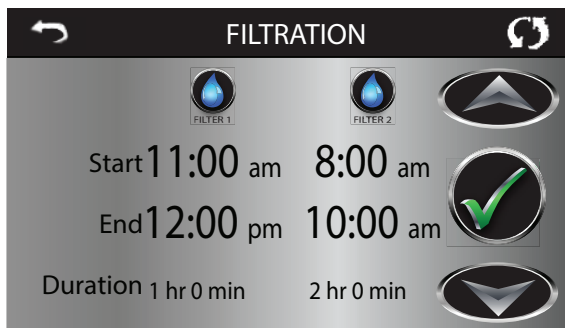 FILTRATION
FILTER 1 FILTER 2
Start 11:00 am 8:00 am
End 12:00 pm 10:00 am
Duration 1 hr 0 min 2 hr 0 min